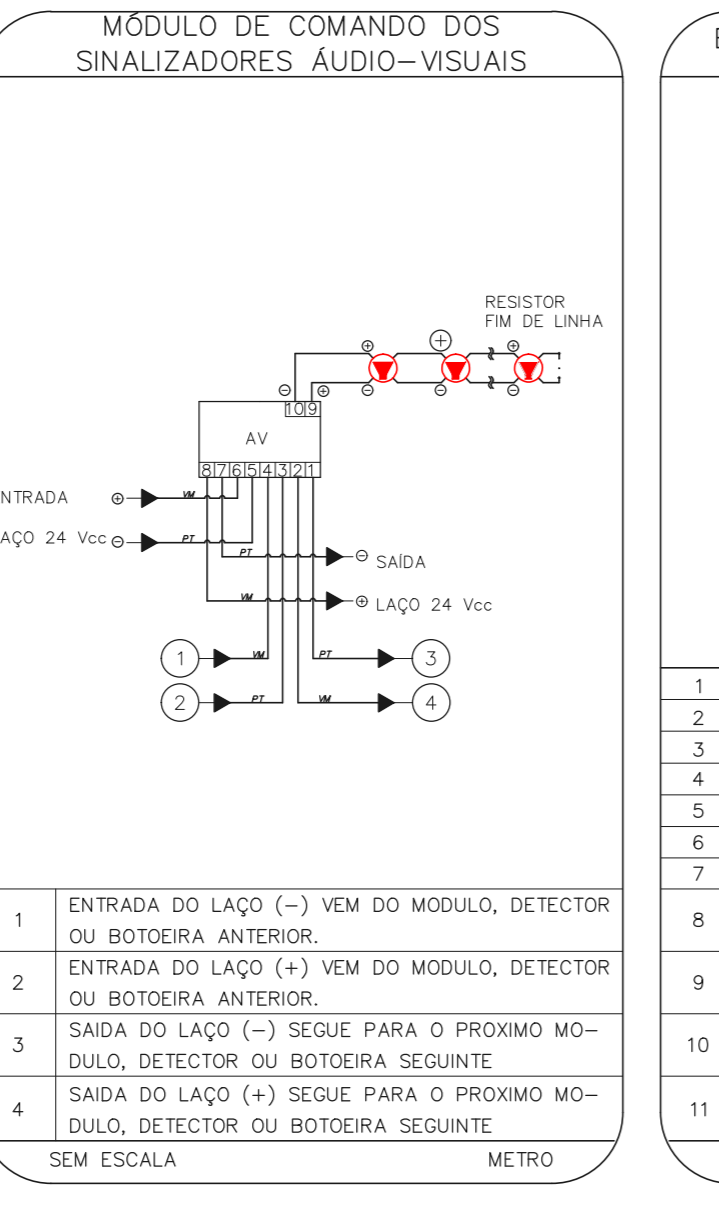 MÓDULO DE COMANDO DOS
SINALIZADORES ÁUDIO-VISUAIS
RESISTOR
FIM DE LINHA
+ + +
- - -
- +
10 9
AV
8 7 6 5 4 3 2 1
NTRADA + VM
AÇO 24 Vcc - PT
PT - SAÍDA
VM + LAÇO 24 Vcc
1 VM PT 3
2 PT VM 4
1 ENTRADA DO LAÇO (-) VEM DO MODULO, DETECTOR
OU BOTOEIRA ANTERIOR.
2 ENTRADA DO LAÇO (+) VEM DO MODULO, DETECTOR
OU BOTOEIRA ANTERIOR.
3 SAIDA DO LAÇO (-) SEGUE PARA O PROXIMO MO-
DULO, DETECTOR OU BOTOEIRA SEGUINTE
4 SAIDA DO LAÇO (+) SEGUE PARA O PROXIMO MO-
DULO, DETECTOR OU BOTOEIRA SEGUINTE
SEM ESCALA METRO
1
2
3
4
5
6
7
8
9
10
11